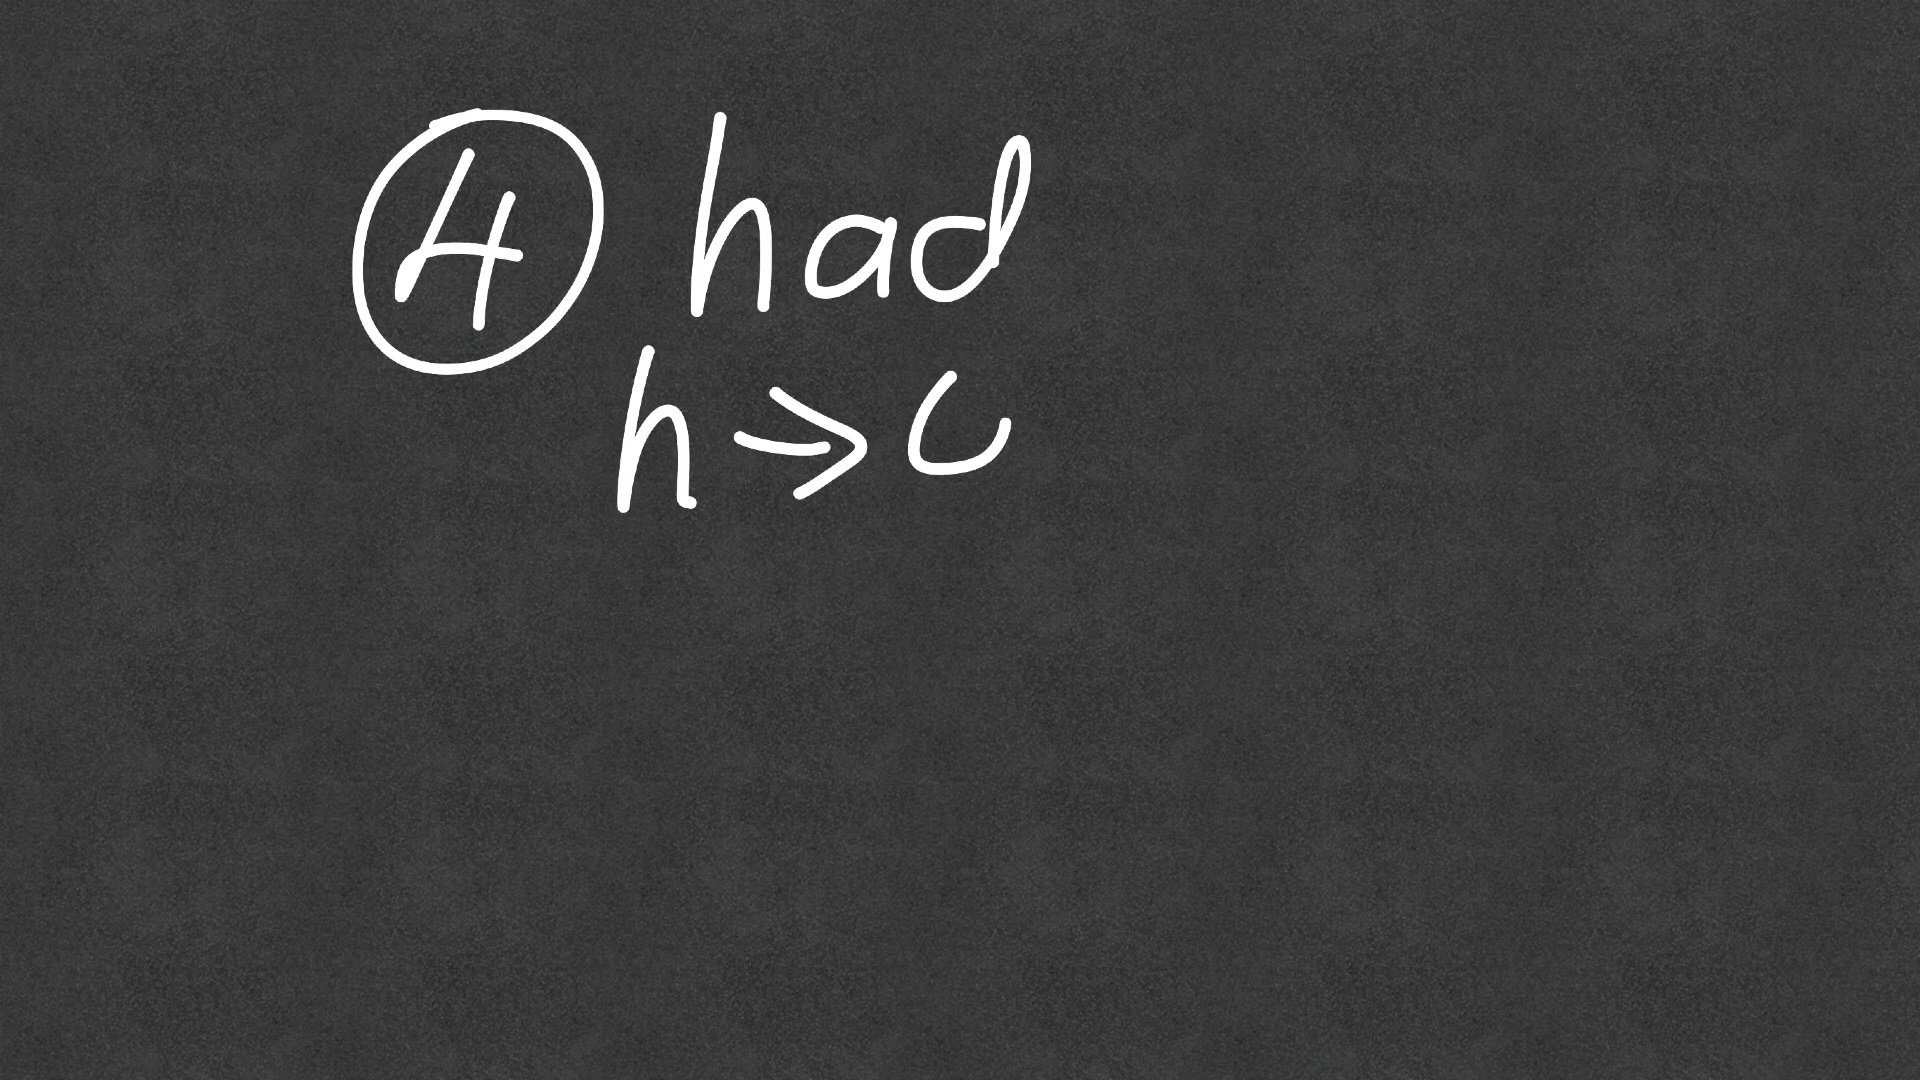 ④ had
h → c